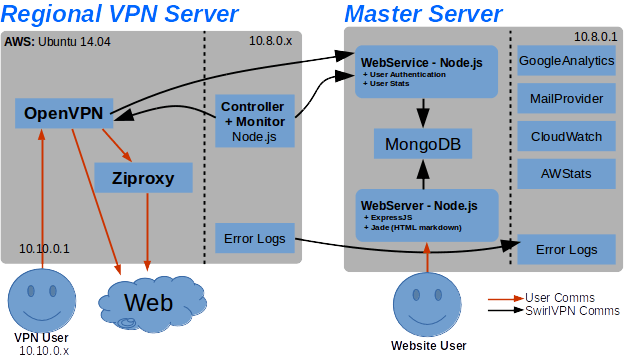 Regional VPN Server
Master Server
AWS: Ubuntu 14.04
10.8.0.x
OpenVPN
Controller
+ Monitor
Node.js
Ziproxy
10.10.0.1
Error Logs
Web
VPN User
10.10.0.x
10.8.0.1
WebService - Node.js
+ User Authentication
+ User Stats
MongoDB
WebServer - Node.js
+ ExpressJS
+ Jade (HTML markdown)
GoogleAnalytics
MailProvider
CloudWatch
AWStats
Error Logs
Website User
User Comms
SwirlVPN Comms